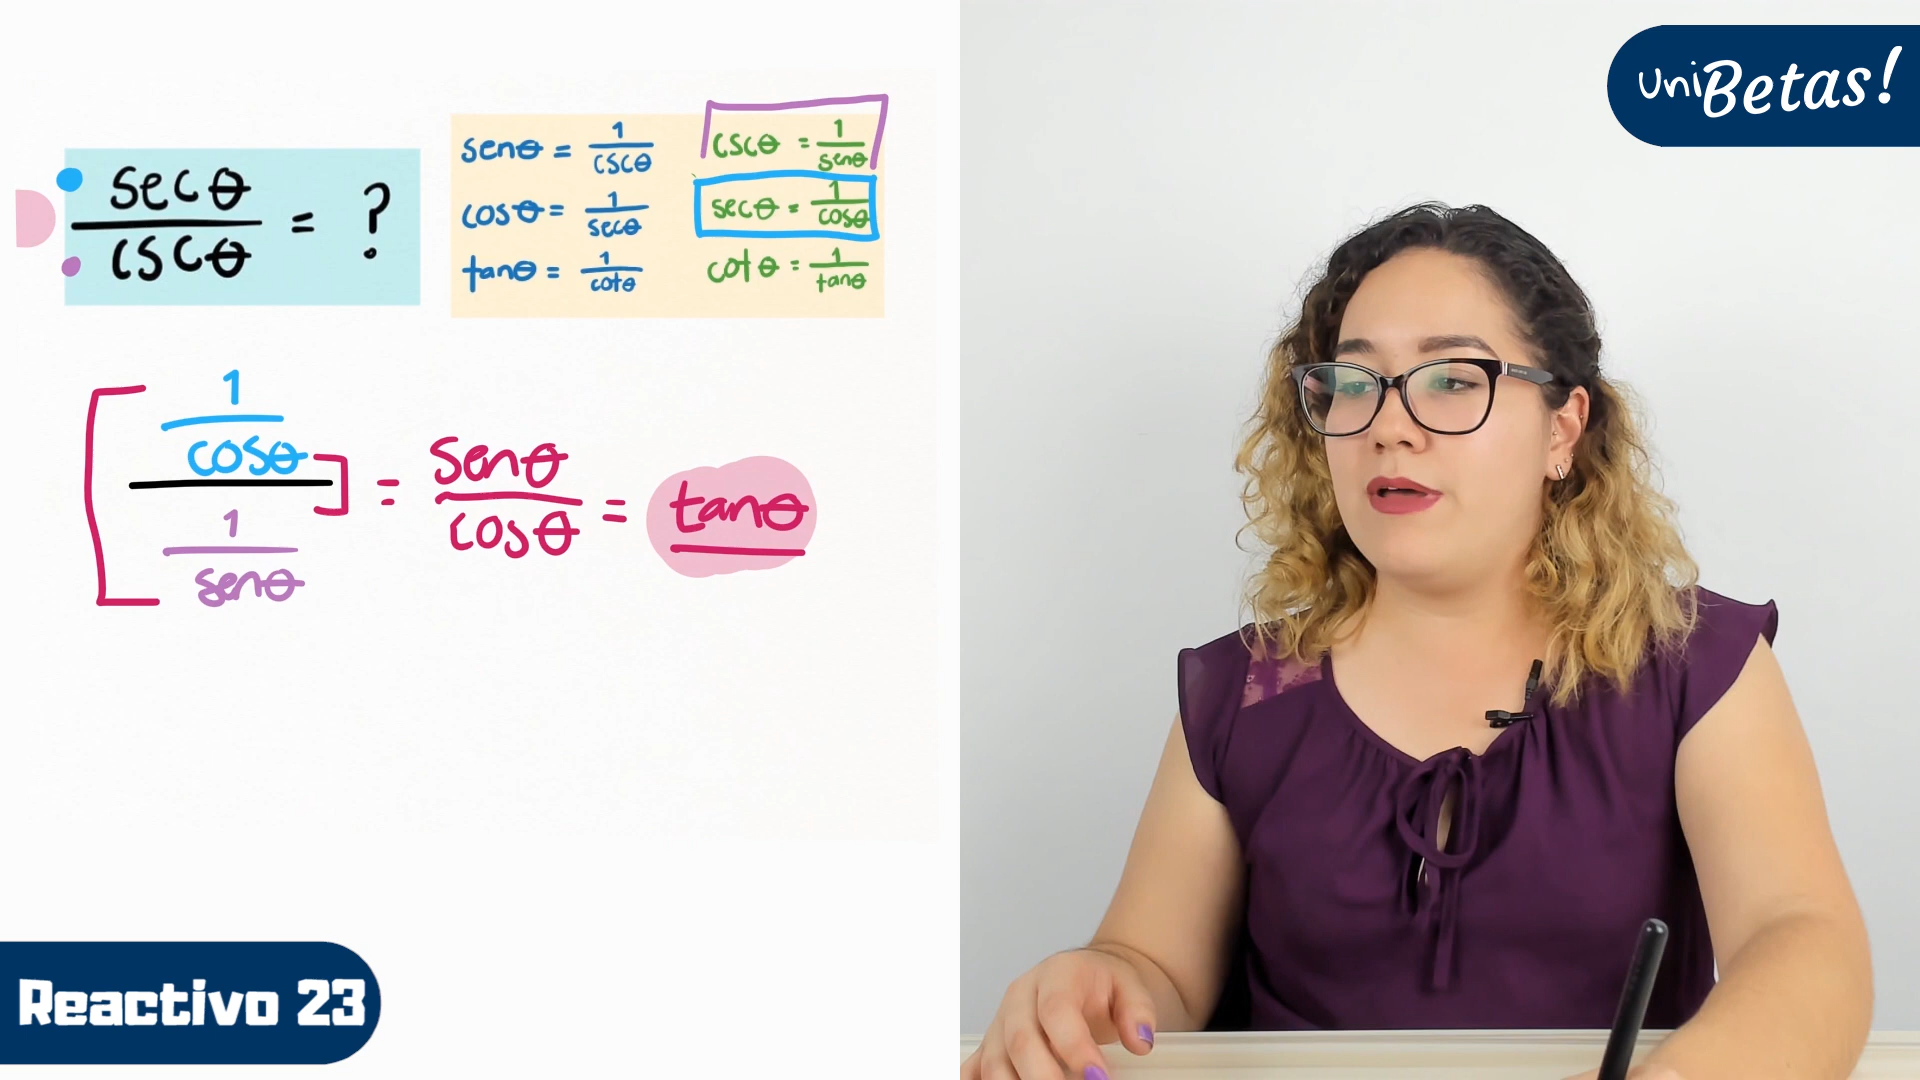 secθ
cscθ
= ?
senθ = 1/cscθ
cosθ = 1/secθ
tanθ = 1/cotθ
cscθ = 1/senθ
secθ = 1/cosθ
cotθ = 1/tanθ
1
cosθ
1
senθ
= senθ/cosθ = tanθ
UniBetas!
Reactivo 23